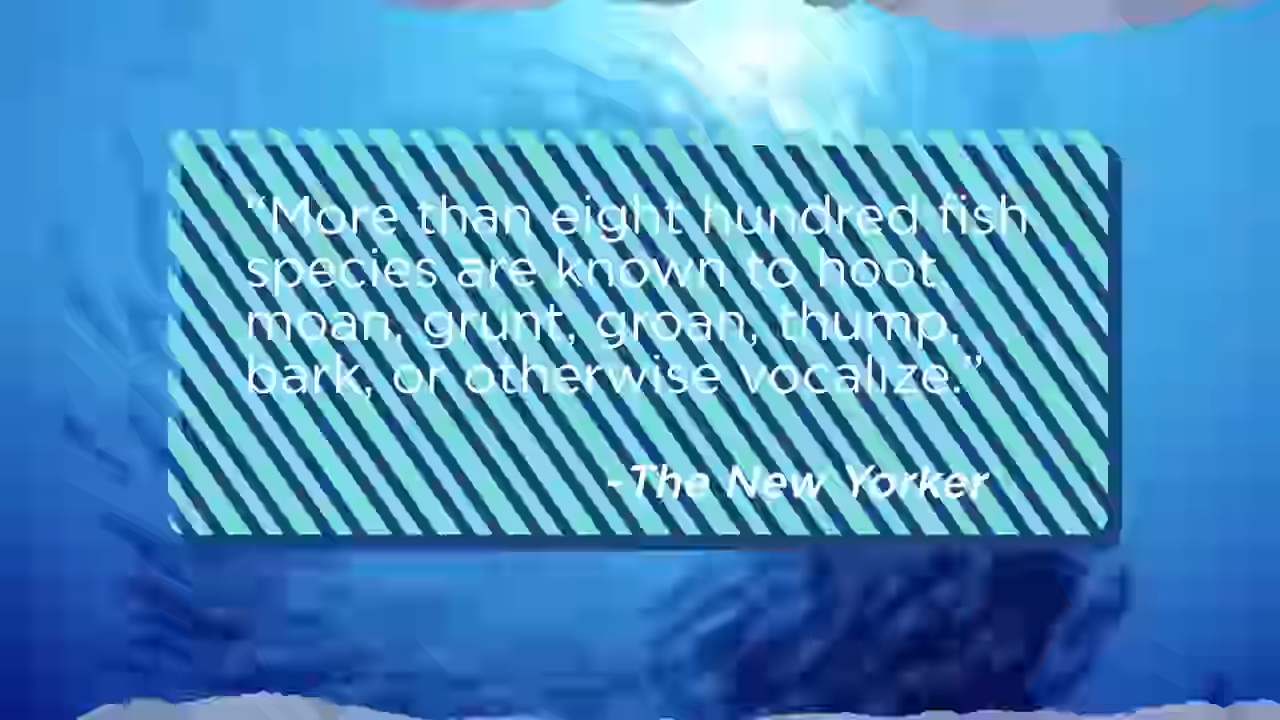 “More than eight hundred fish
species are known to hoot,
moan, grunt, groan, thump,
bark, or otherwise vocalize.”
-The New Yorker